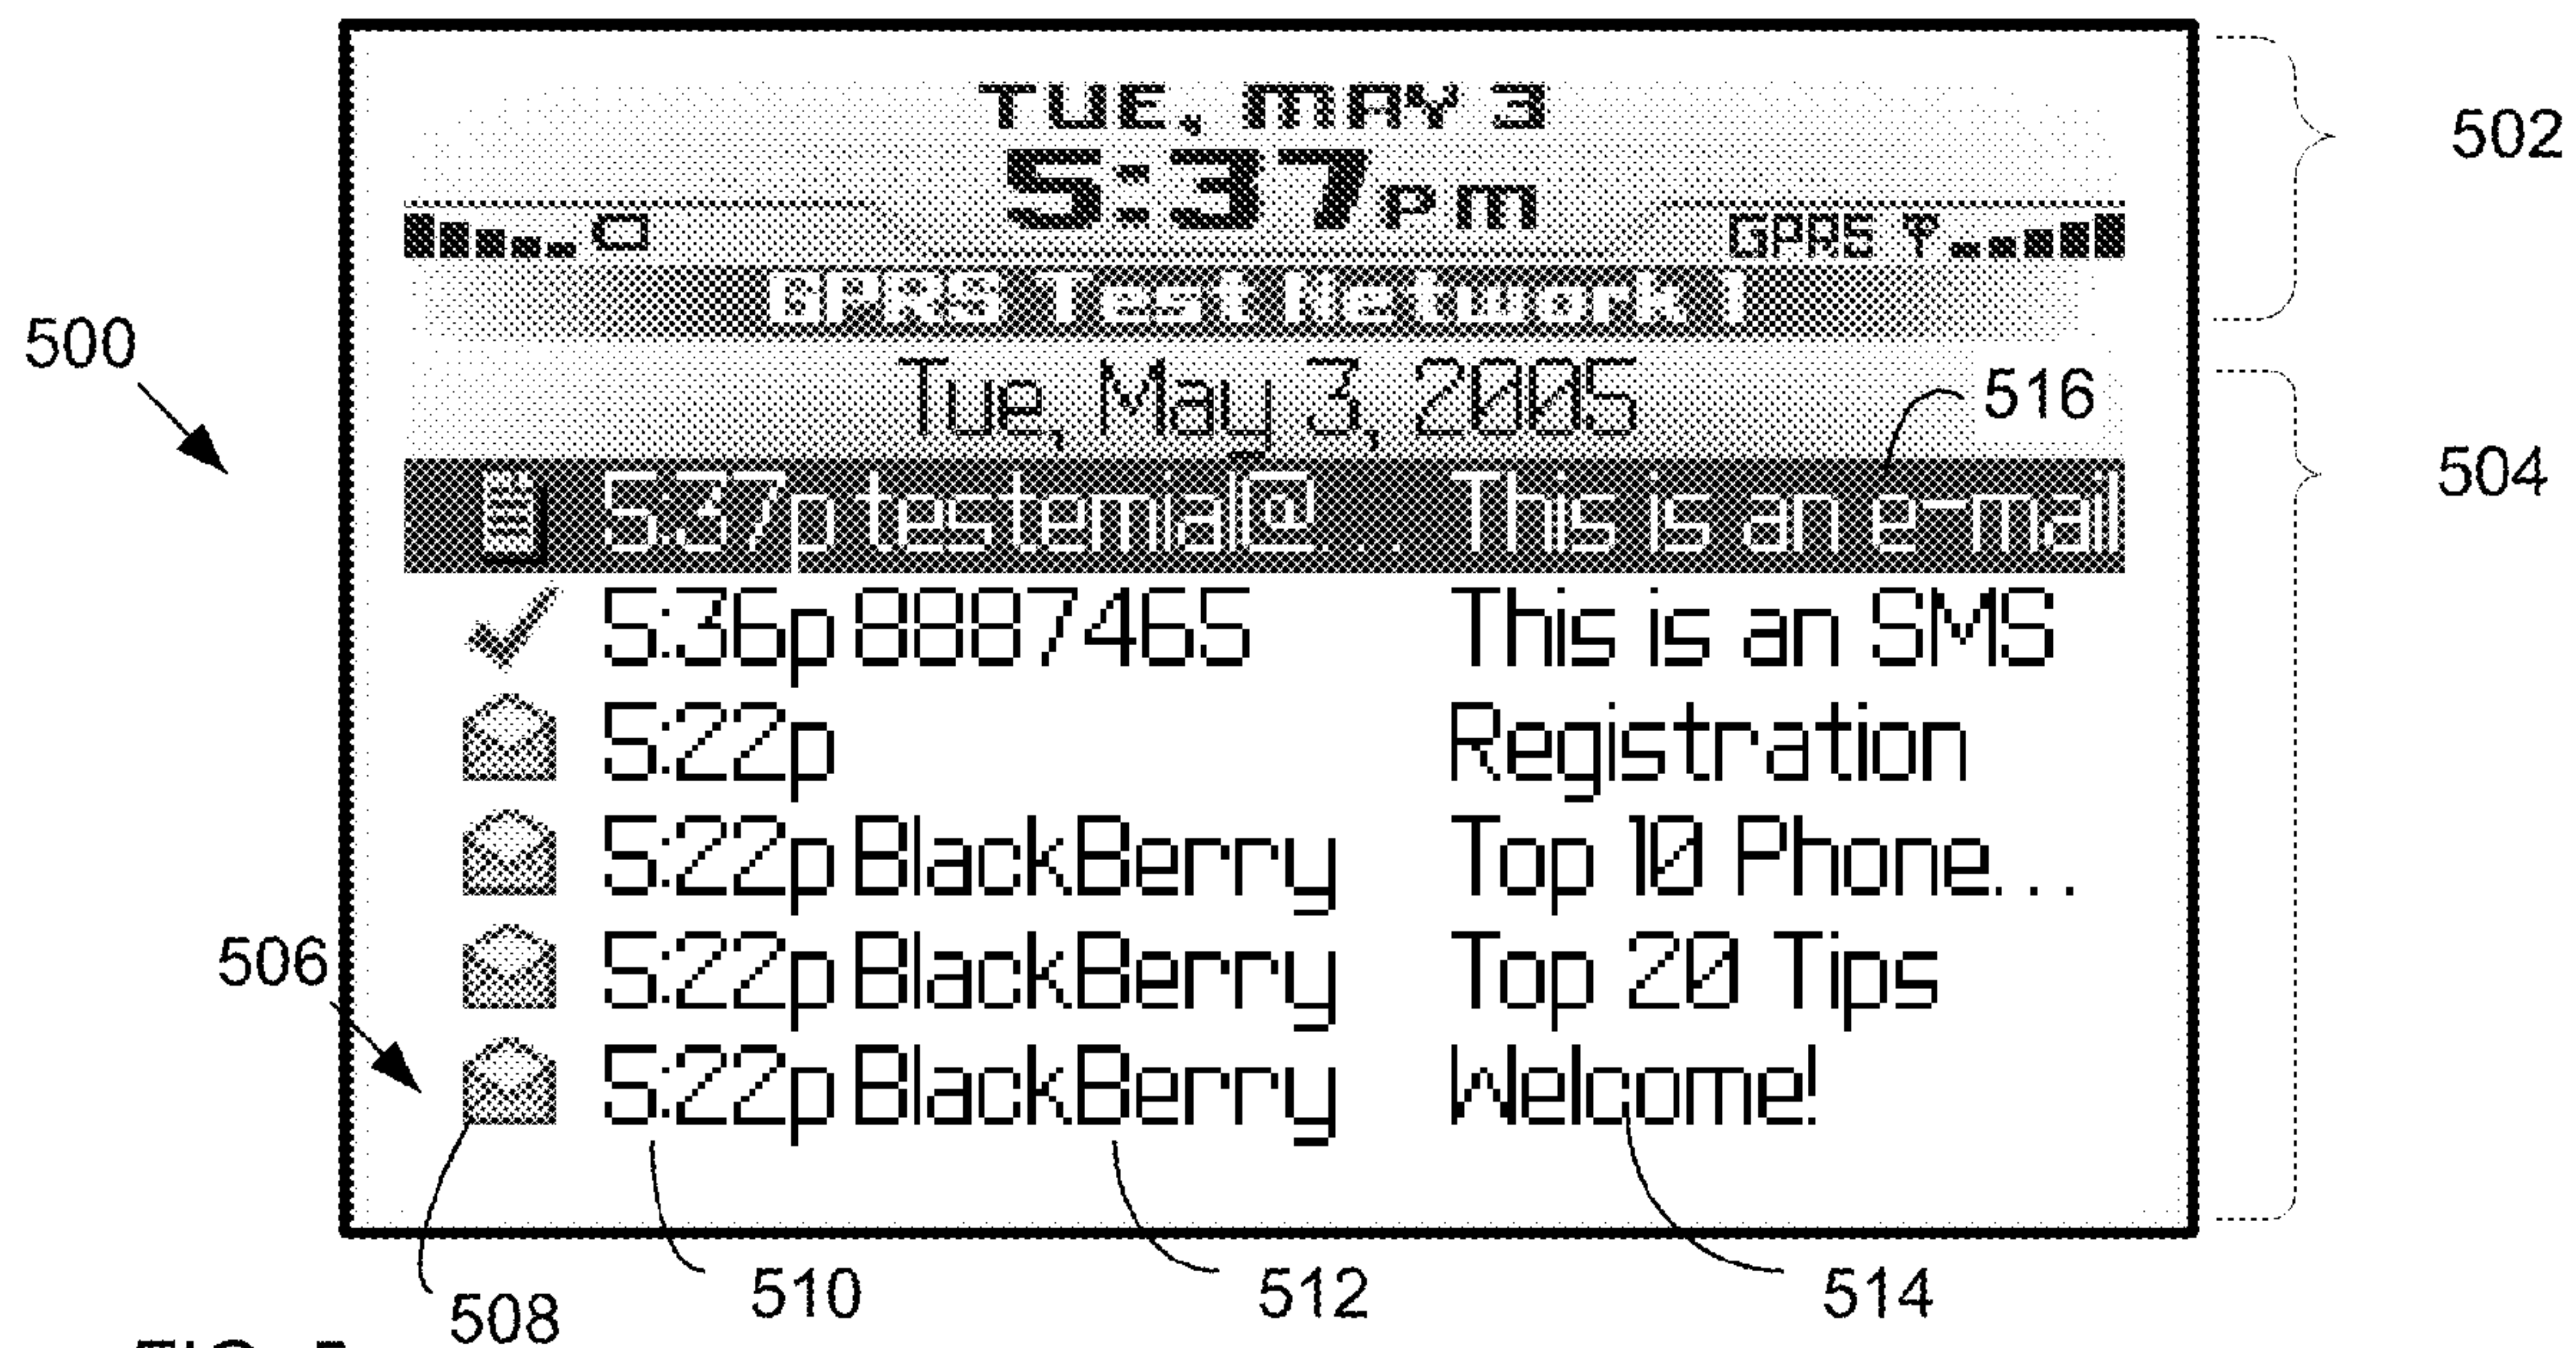 TUE, MAY 3
502
5:37pm
GPRS
GPRS Test Network 1
500
Tue, May 3, 2005
516
504
5:37p testemial@... This is an e-mail
5:36p 8887465 This is an SMS
5:22p Registration
5:22p BlackBerry Top 10 Phone...
5:22p BlackBerry Top 20 Tips
506
5:22p BlackBerry Welcome!
508 510 512 514